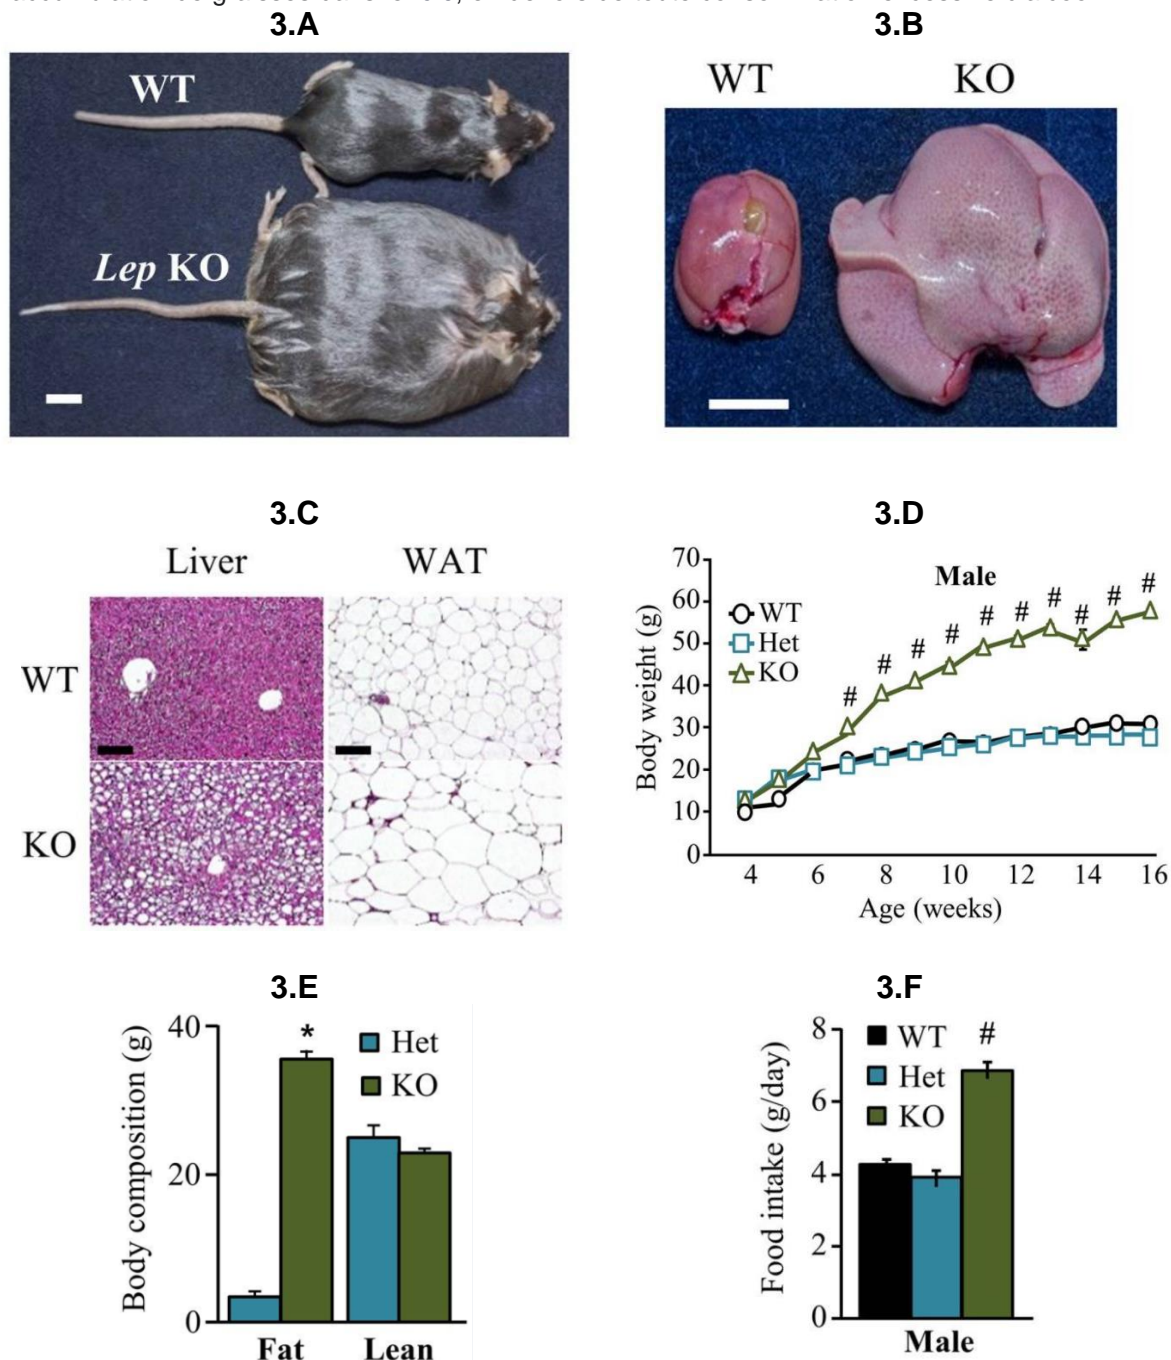 3.A
3.B
WT
Lep KO
WT KO
3.C
3.D
Liver WAT
WT
KO
Male
WT
Het
KO
# # # # # # # # # #
Body weight (g)
70
60
50
40
30
20
10
0
4 6 8 10 12 14 16
Age (weeks)
3.E
3.F
Body composition (g)
40
20
0
*
Het
KO
Fat Lean
Food intake (g/day)
8
6
4
2
0
WT
Het
KO
#
Male